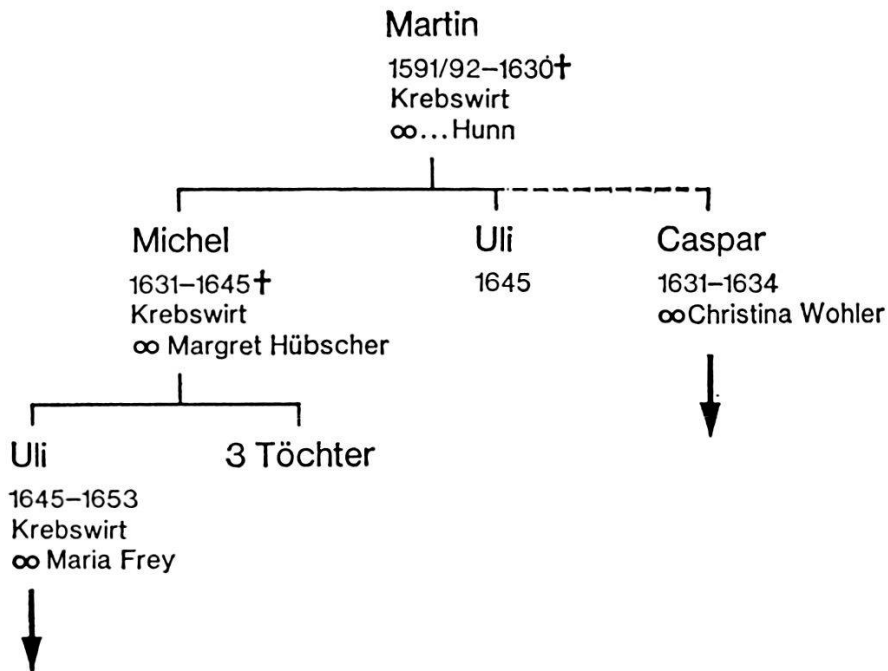 Martin
1591/92–1630✝
Krebswirt
∞...Hunn
Michel
1631–1645✝
Krebswirt
∞ Margret Hübscher
Uli
1645
Caspar
1631–1634
∞Christina Wohler
Uli
1645–1653
Krebswirt
∞ Maria Frey
3 Töchter